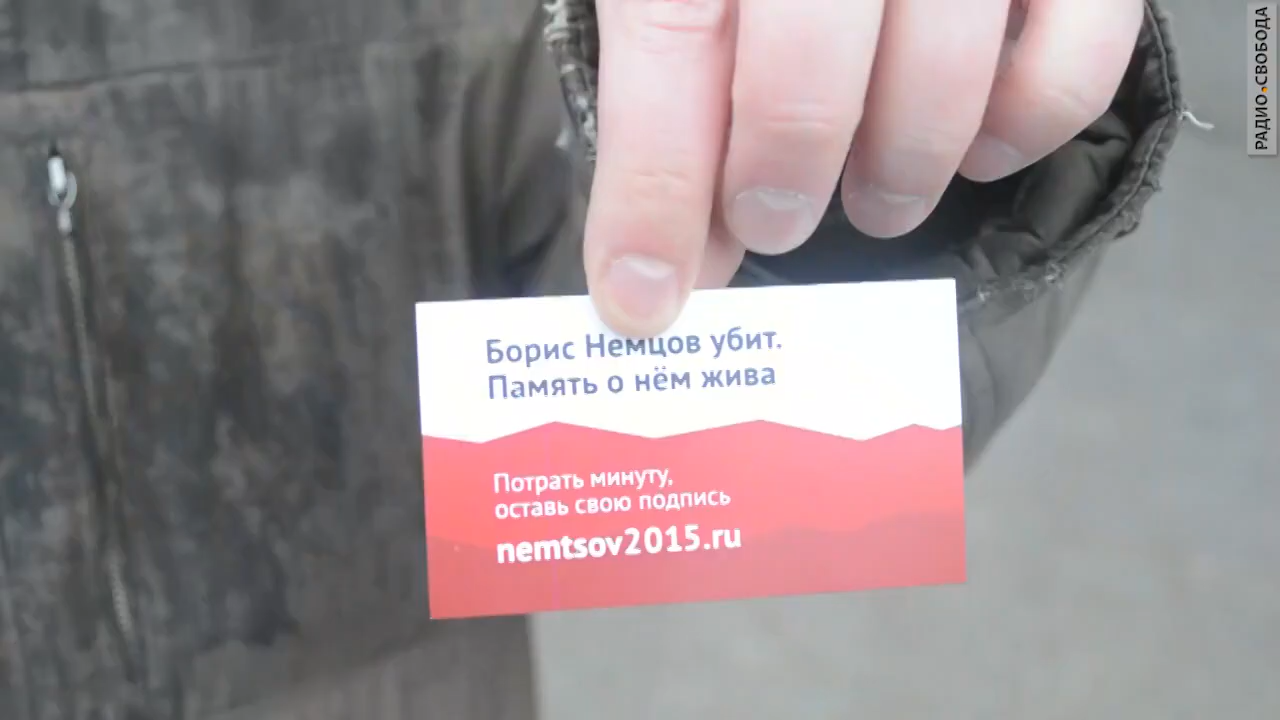 РАДИО.СВОБОДА
Борис Немцов убит.
Память о нём жива
Потрать минуту,
оставь свою подпись
nemtsov2015.ru